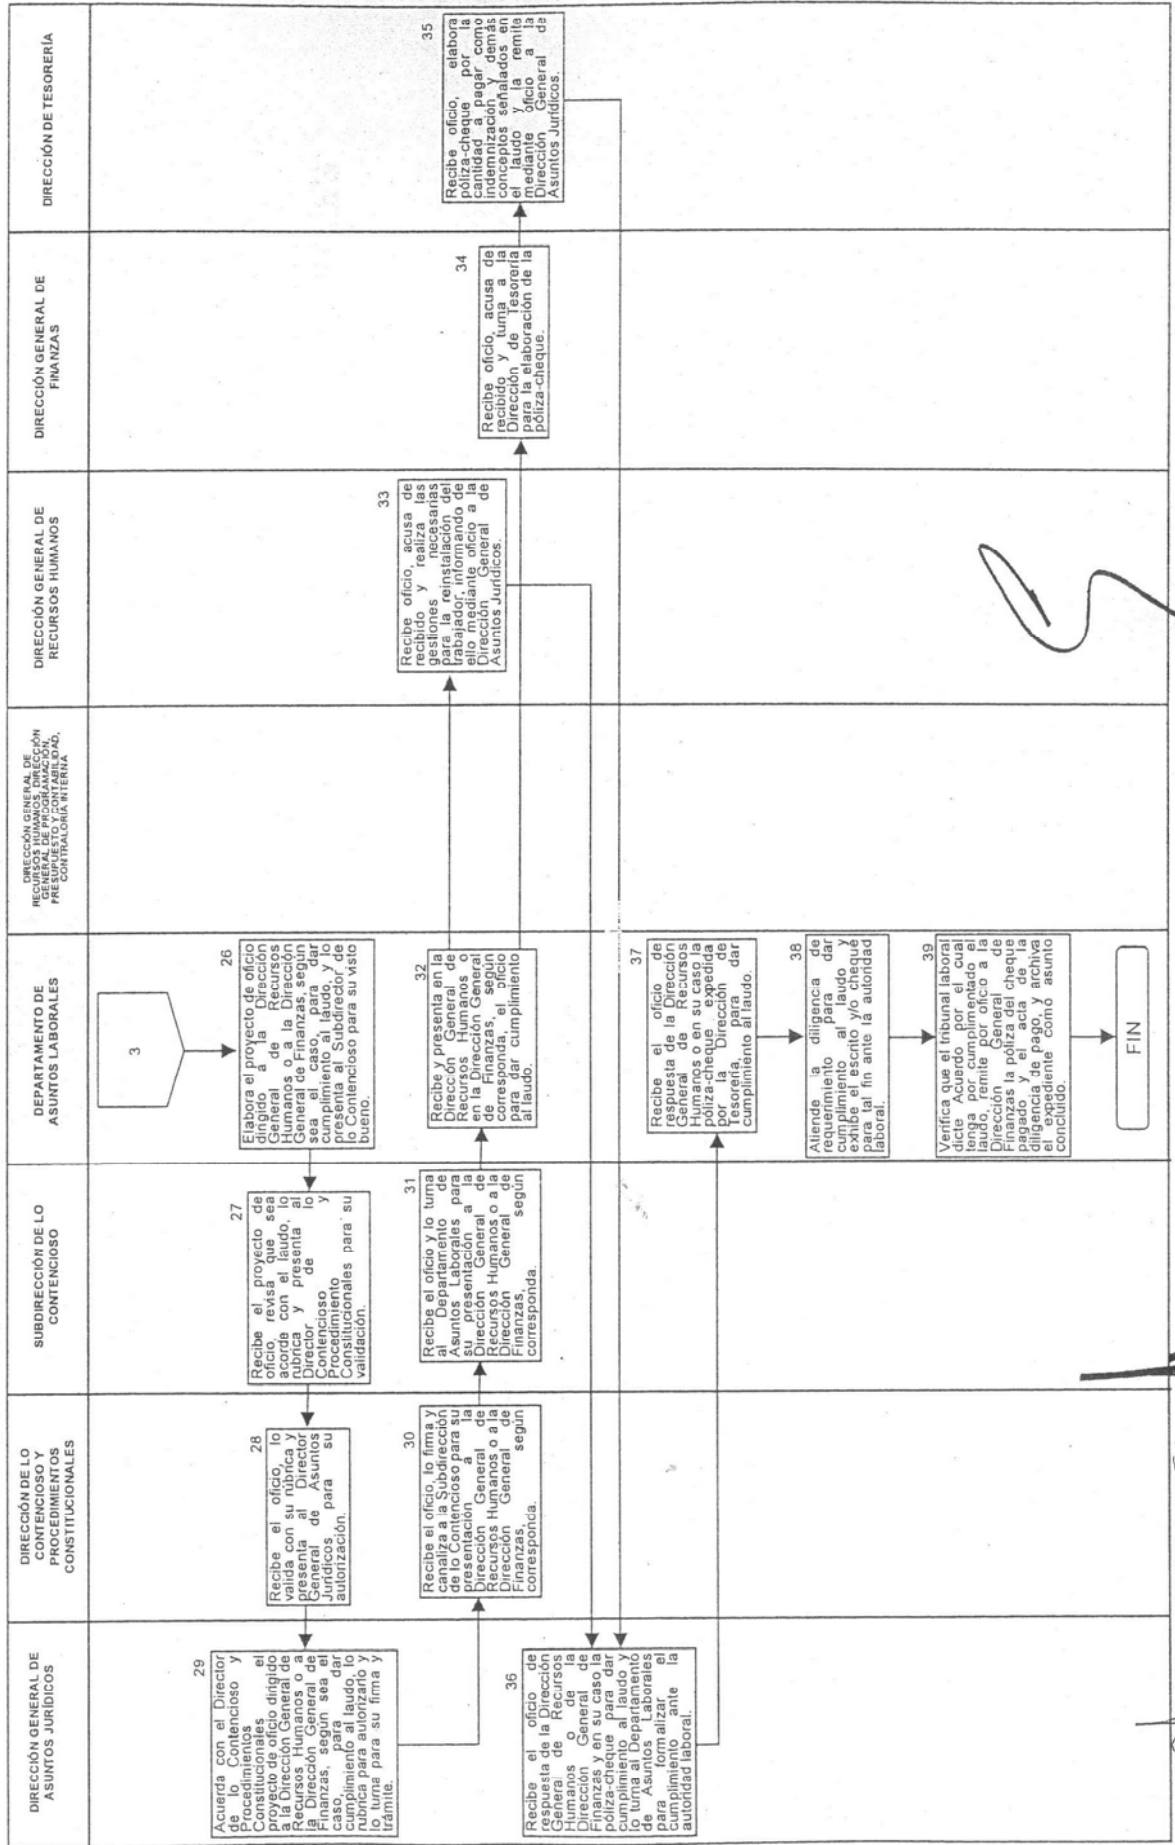 DIRECCIÓN GENERAL DE
ASUNTOS JURÍDICOS
DIRECCIÓN DE LO
CONTENCIOSO Y
PROCEDIMIENTOS
CONSTITUCIONALES
SUBDIRECCIÓN DE LO
CONTENCIOSO
DEPARTAMENTO DE
ASUNTOS LABORALES
DIRECCIÓN GENERAL DE
RECURSOS HUMANOS, DIRECCIÓN
GENERAL DE PROGRAMACIÓN,
PRESUPUESTO Y CONTABILIDAD,
CONTRALORÍA INTERNA
DIRECCIÓN GENERAL DE
RECURSOS HUMANOS
DIRECCIÓN GENERAL DE
FINANZAS
DIRECCIÓN DE TESORERÍA
3
26
Elabora el proyecto de oficio
dirigido a la Dirección
General de Recursos
Humanos o a la Dirección
General de Finanzas, según
sea el caso, para dar
cumplimiento al laudo, y lo
presenta al Subdirector de
lo Contencioso para su visto
bueno.
27
Recibe el proyecto de
oficio, revisa que sea
acorde con el laudo, lo
rubrica y presenta al
Director de lo
Contencioso y
Procedimiento
Constitucionales para su
validación.
28
Recibe el oficio, lo
valida con su rúbrica y
presenta al Director
General de Asuntos
Jurídicos para su
autorización.
29
Acuerda con el Director
de lo Contencioso y
Procedimientos
Constitucionales el
proyecto de oficio dirigido
a la Dirección General de
Recursos Humanos o a
la Dirección General de
Finanzas, según sea el
caso, para dar
cumplimiento al laudo, lo
rubrica para autorizarlo y
lo turna para su firma y
trámite.
30
Recibe el oficio, lo firma y
canaliza a la Subdirección
de lo Contencioso para su
presentación a la
Dirección General de
Recursos Humanos o a la
Dirección General de
Finanzas, según
corresponda.
31
Recibe el oficio y lo turna
al Departamento de
Asuntos Laborales para
su presentación a la
Dirección General de
Recursos Humanos o a la
Dirección General de
Finanzas, según
corresponda.
32
Recibe y presenta en la
Dirección General de
Recursos Humanos o
en la Dirección General
de Finanzas, según
corresponda, el oficio
para dar cumplimiento
al laudo.
33
Recibe oficio, acusa de
recibido y realiza las
gestiones necesarias
para la reinstalación del
trabajador, informando de
ello mediante oficio a la
Dirección General de
Asuntos Jurídicos.
34
Recibe oficio, acusa de
recibido y turna a la
Dirección de Tesorería
para la elaboración de la
póliza-cheque.
35
Recibe oficio, elabora
póliza-cheque por la
cantidad a pagar como
indemnización y demás
conceptos señalados en
el laudo y la remite
mediante oficio a la
Dirección General de
Asuntos Jurídicos.
36
Recibe el oficio de
respuesta de la Dirección
General de Recursos
Humanos o de la
Dirección General de
Finanzas y en su caso la
póliza-cheque para dar
cumplimiento al laudo y
lo turna al Departamento
de Asuntos Laborales
para formalizar el
cumplimiento ante la
autoridad laboral.
37
Recibe el oficio de
respuesta de la Dirección
General de Recursos
Humanos o en su caso la
póliza-cheque expedida
por la Dirección de
Tesorería, para dar
cumplimiento al laudo.
38
Atiende la diligencia de
requerimiento para dar
cumplimiento al laudo y
exhibe el escrito y/o cheque
para tal fin ante la autoridad
laboral.
39
Verifica que el tribunal laboral
dicte Acuerdo por el cual
tenga por cumplimentado el
laudo, remite por oficio a la
Dirección General de
Finanzas la póliza del cheque
pagado y el acta de la
diligencia de pago, y archiva
el expediente como asunto
concluido.
FIN